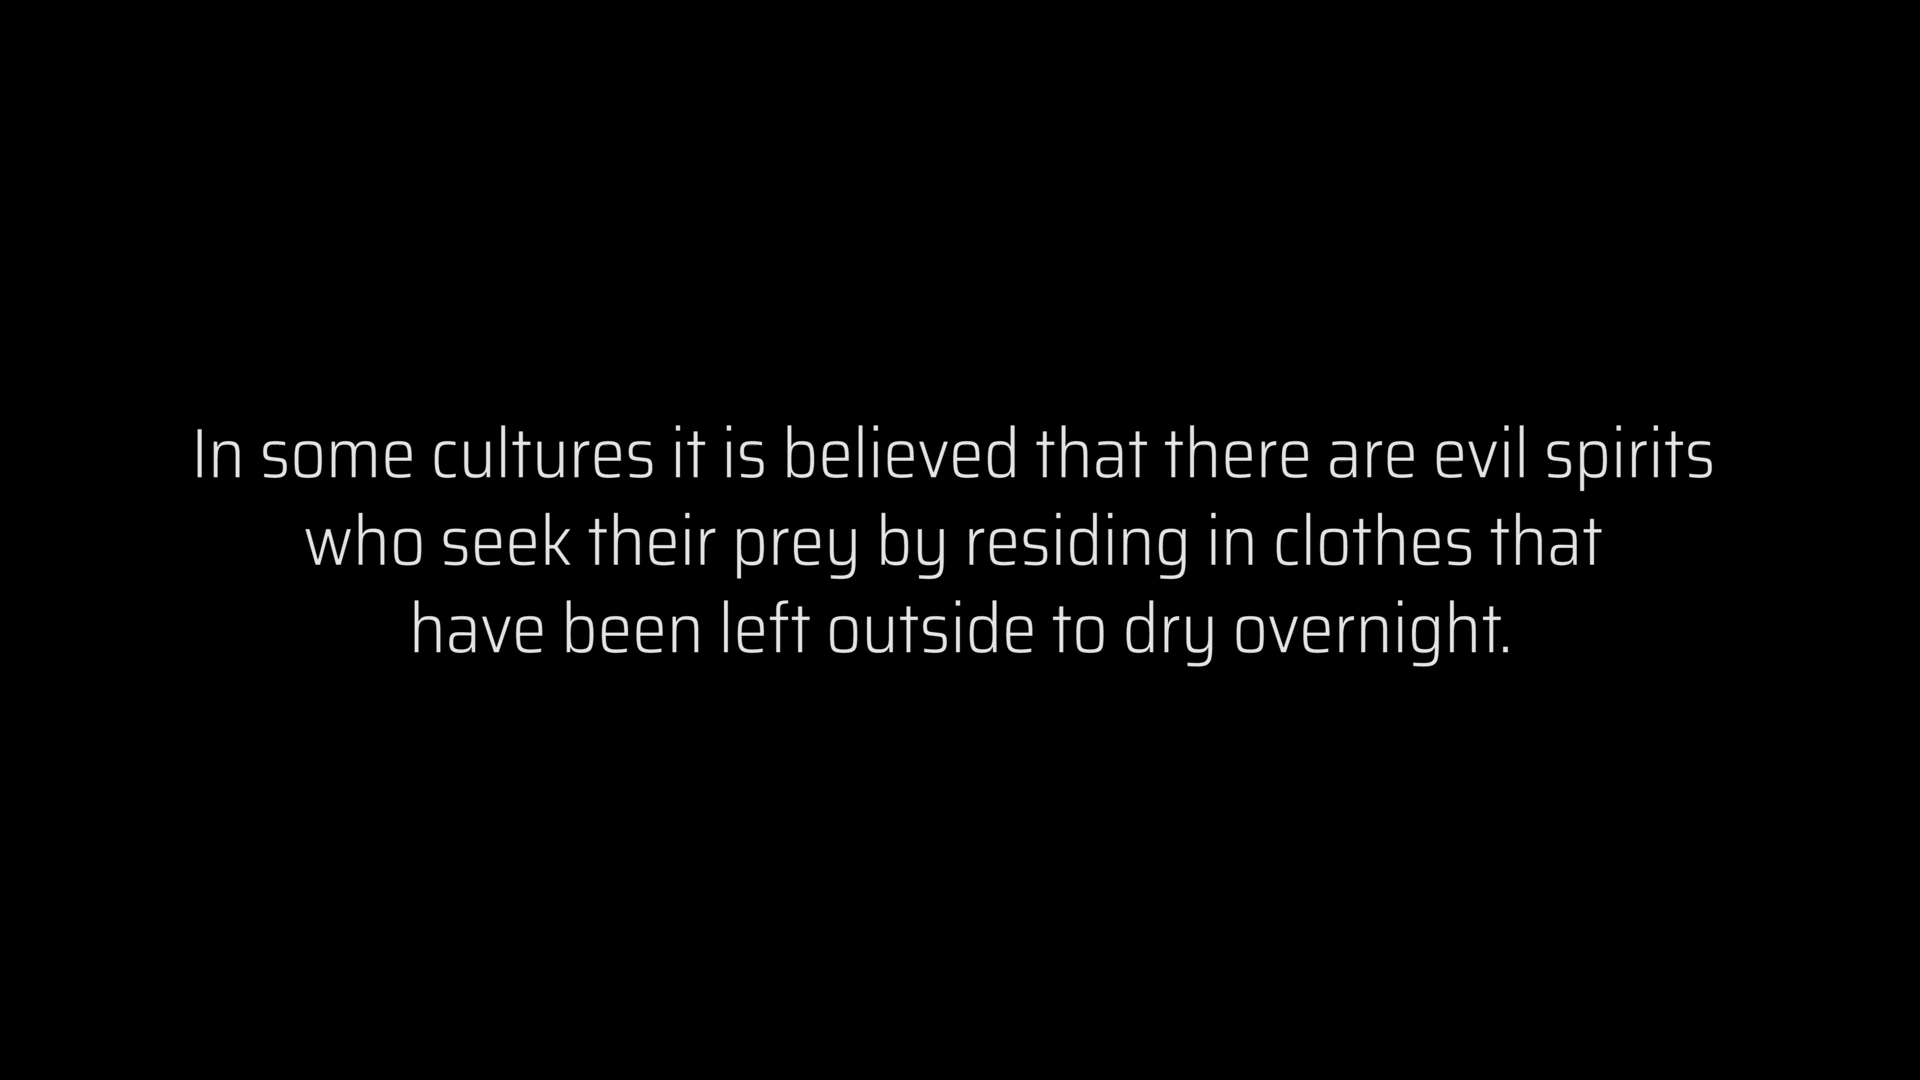 In some cultures it is believed that there are evil spirits
who seek their prey by residing in clothes that
have been left outside to dry overnight.